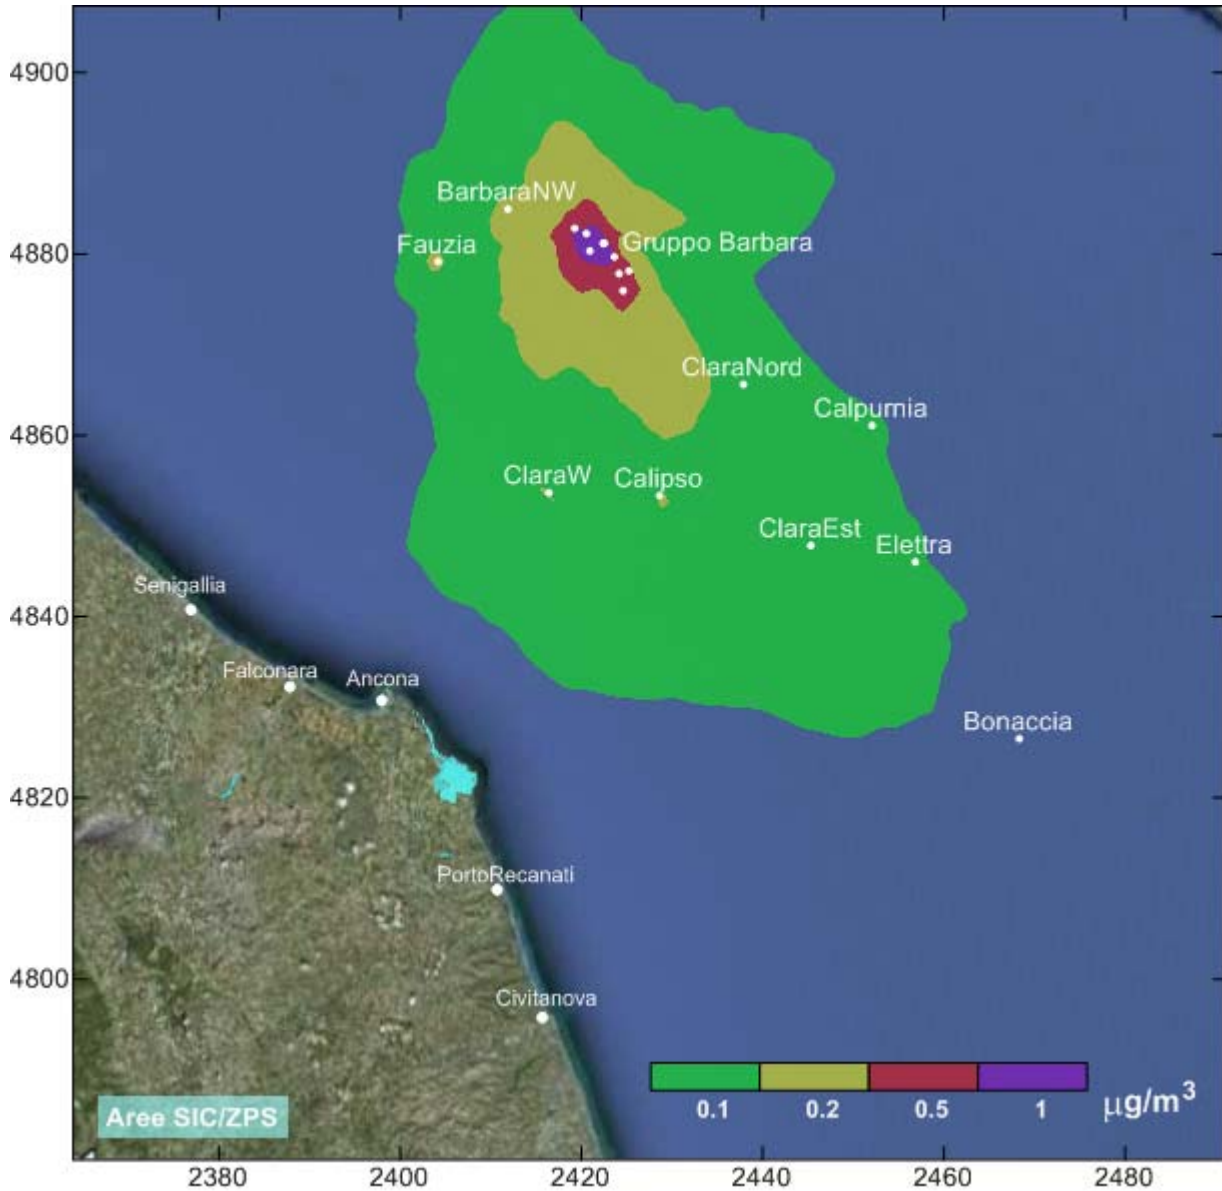 4900
BarbaraNW
4880
Fauzia
Gruppo Barbara
ClaraNord
Calpurnia
4860
ClaraW
Calipso
ClaraEst
Elettra
Senigallia
4840
Falconara
Ancona
Bonaccia
4820
PortoRecanati
4800
Civitanova
Aree SIC/ZPS
0.1 0.2 0.5 1 μg/m³
2380 2400 2420 2440 2460 2480